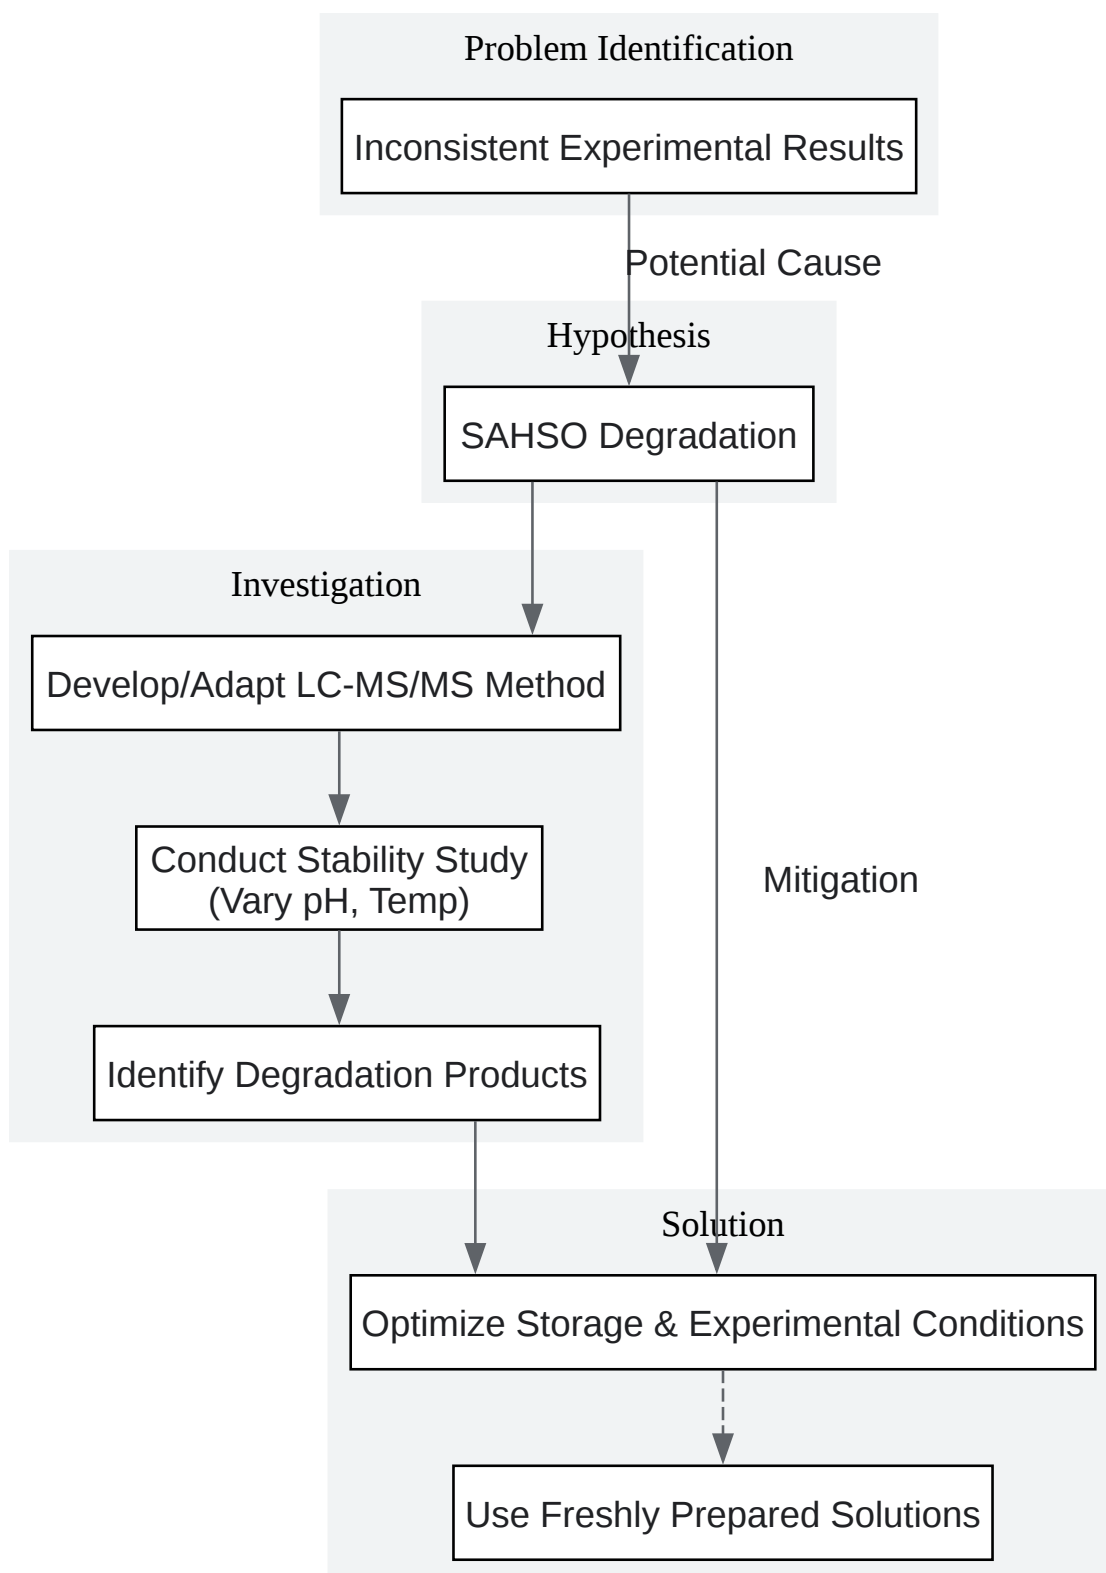 Problem Identification
Inconsistent Experimental Results
Potential Cause
Hypothesis
SAHSO Degradation
Investigation
Develop/Adapt LC-MS/MS Method
Conduct Stability Study
(Vary pH, Temp)
Mitigation
Identify Degradation Products
Solution
Optimize Storage & Experimental Conditions
Use Freshly Prepared Solutions